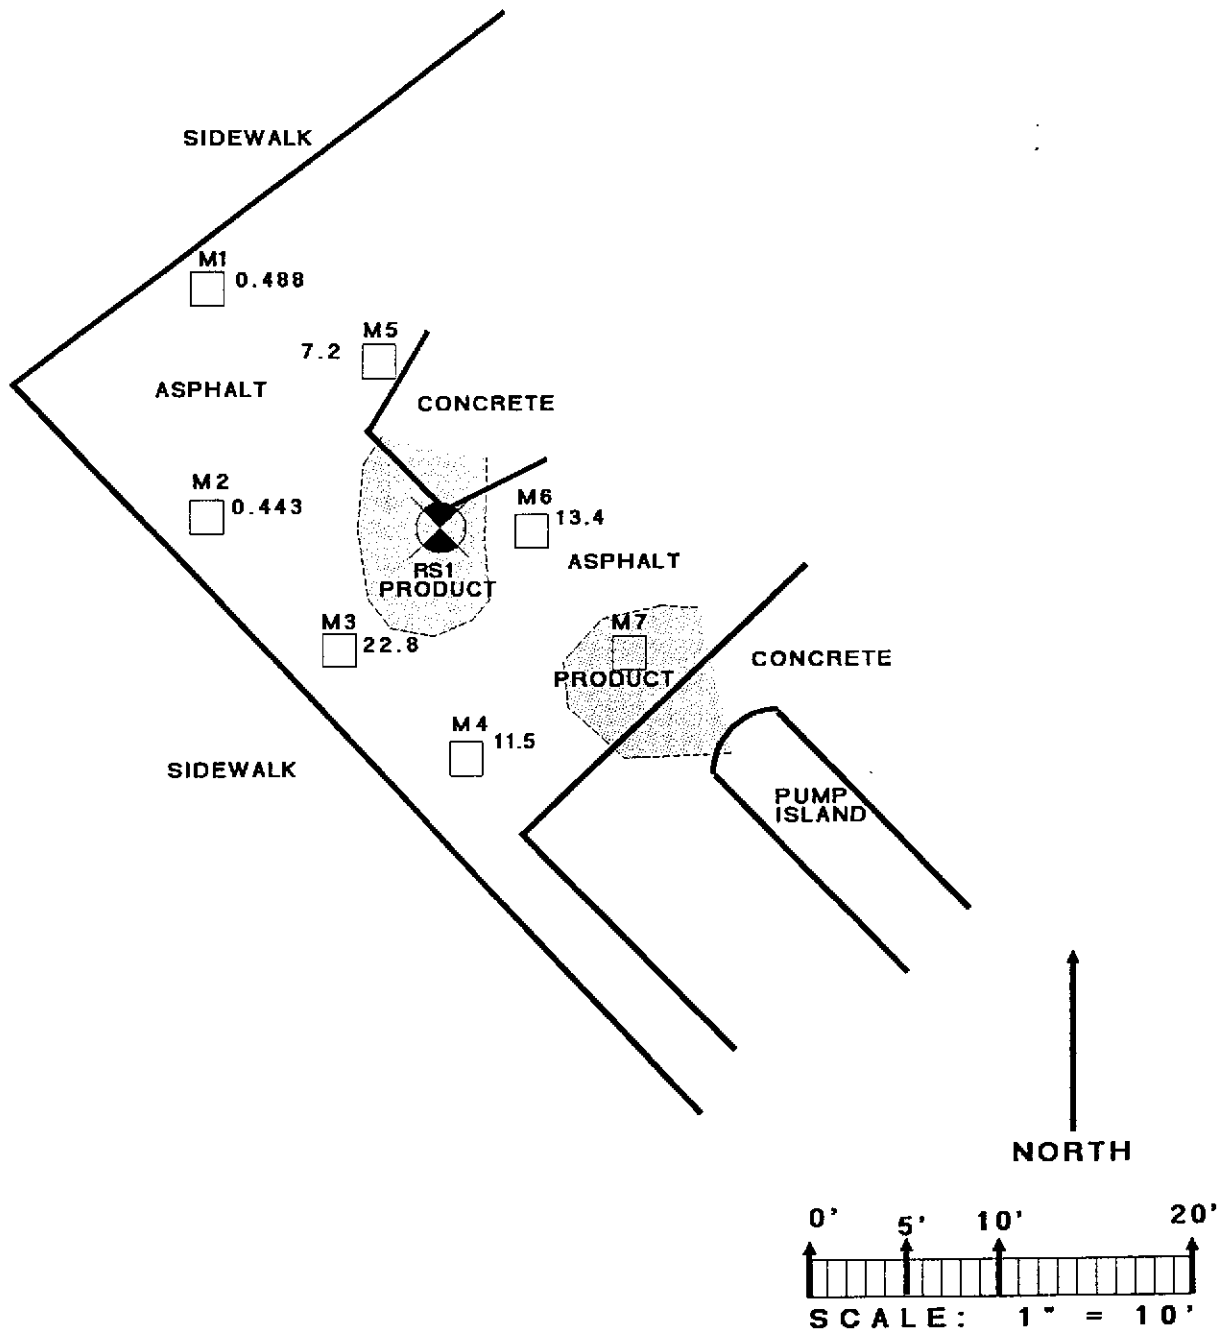 SIDEWALK
M1
0.488
M5
7.2
ASPHALT
CONCRETE
M2
0.443
M6
13.4
ASPHALT
RS1
PRODUCT
M3
22.8
M7
PRODUCT
CONCRETE
M4
11.5
SIDEWALK
PUMP
ISLAND
NORTH
0' 5' 10' 20'
SCALE: 1" = 10'